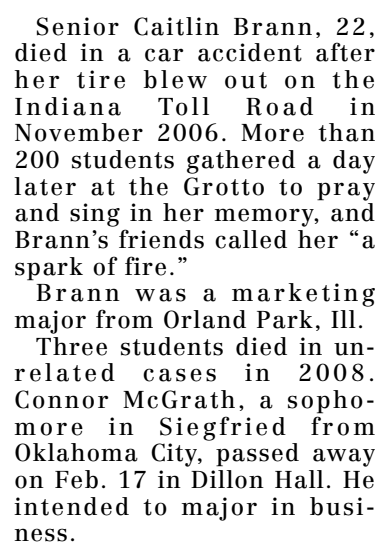 Senior Caitlin Brann, 22,
died in a car accident after
her tire blew out on the
Indiana Toll Road in
November 2006. More than
200 students gathered a day
later at the Grotto to pray
and sing in her memory, and
Brann's friends called her “a
spark of fire.”
Brann was a marketing
major from Orland Park, Ill.
Three students died in un-
related cases in 2008.
Connor McGrath, a sopho-
more in Siegfried from
Oklahoma City, passed away
on Feb. 17 in Dillon Hall. He
intended to major in busi-
ness.